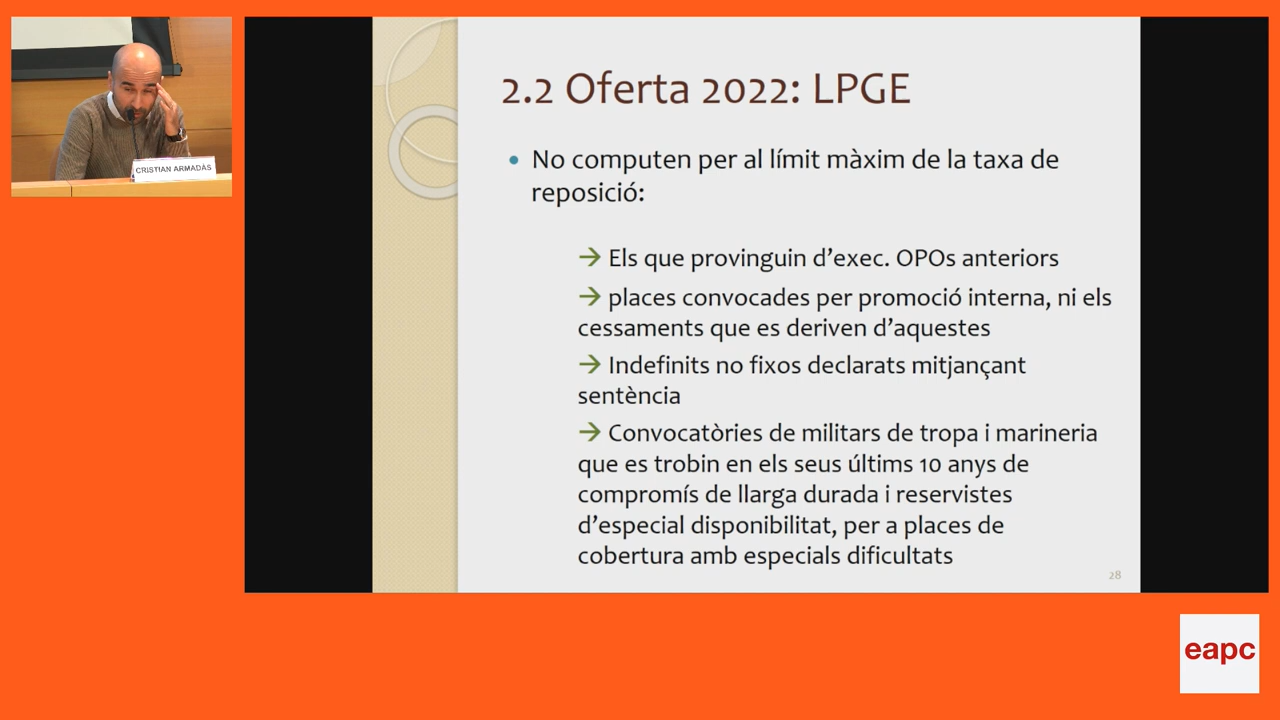 CRISTIAN ARMADÀS
2.2 Oferta 2022: LPGE
• No computen per al límit màxim de la taxa de
reposició:
→ Els que provinguin d’exec. OPOs anteriors
→ places convocades per promoció interna, ni els
cessaments que es deriven d’aquestes
→ Indefinits no fixos declarats mitjançant
sentència
→ Convocatòries de militars de tropa i marineria
que es trobin en els seus últims 10 anys de
compromís de llarga durada i reservistes
d’especial disponibilitat, per a places de
cobertura amb especials dificultats
28
eapc